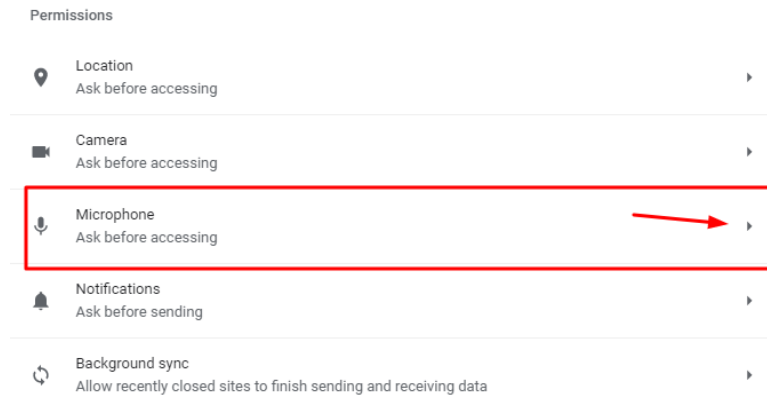 Permissions
Location
Ask before accessing
Camera
Ask before accessing
Microphone
Ask before accessing
Notifications
Ask before sending
Background sync
Allow recently closed sites to finish sending and receiving data